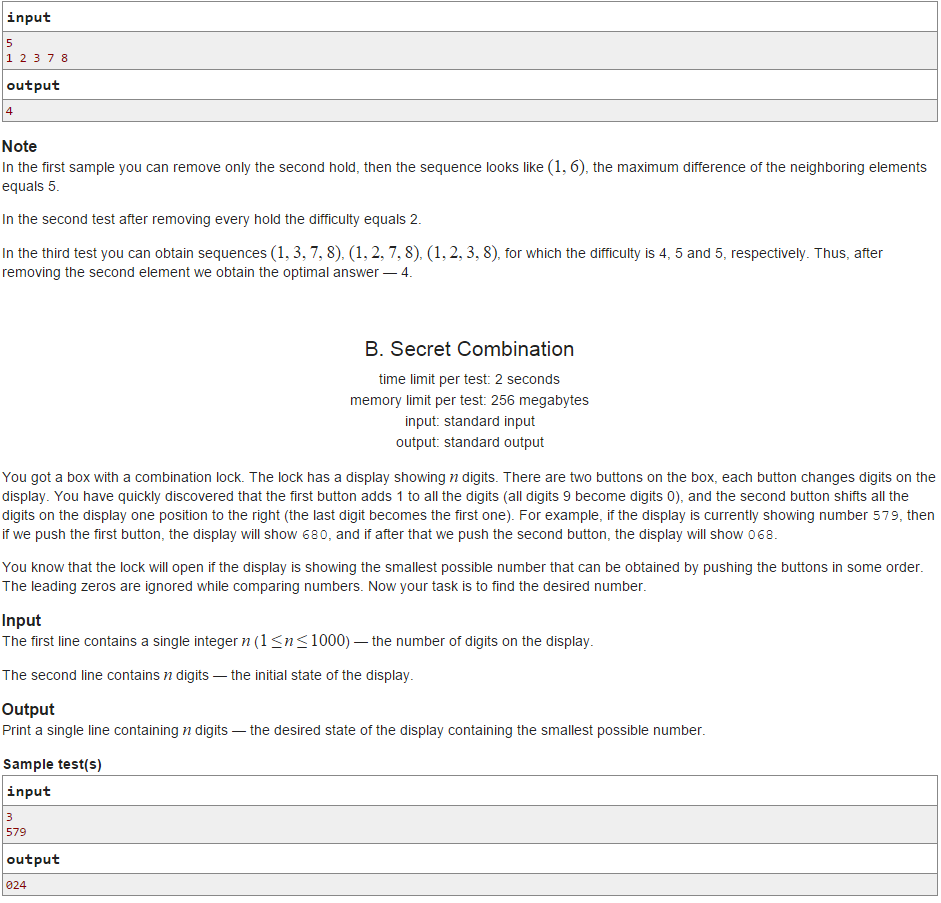 input
5
1 2 3 7 8
output
4
Note
In the first sample you can remove only the second hold, then the sequence looks like (1, 6), the maximum difference of the neighboring elements
equals 5.
In the second test after removing every hold the difficulty equals 2.
In the third test you can obtain sequences (1, 3, 7, 8), (1, 2, 7, 8), (1, 2, 3, 8), for which the difficulty is 4, 5 and 5, respectively. Thus, after
removing the second element we obtain the optimal answer — 4.
B. Secret Combination
time limit per test: 2 seconds
memory limit per test: 256 megabytes
input: standard input
output: standard output
You got a box with a combination lock. The lock has a display showing n digits. There are two buttons on the box, each button changes digits on the
display. You have quickly discovered that the first button adds 1 to all the digits (all digits 9 become digits 0), and the second button shifts all the
digits on the display one position to the right (the last digit becomes the first one). For example, if the display is currently showing number 579, then
if we push the first button, the display will show 680, and if after that we push the second button, the display will show 068.
You know that the lock will open if the display is showing the smallest possible number that can be obtained by pushing the buttons in some order.
The leading zeros are ignored while comparing numbers. Now your task is to find the desired number.
Input
The first line contains a single integer n (1 ≤ n ≤ 1000) — the number of digits on the display.
The second line contains n digits — the initial state of the display.
Output
Print a single line containing n digits — the desired state of the display containing the smallest possible number.
Sample test(s)
input
3
579
output
024